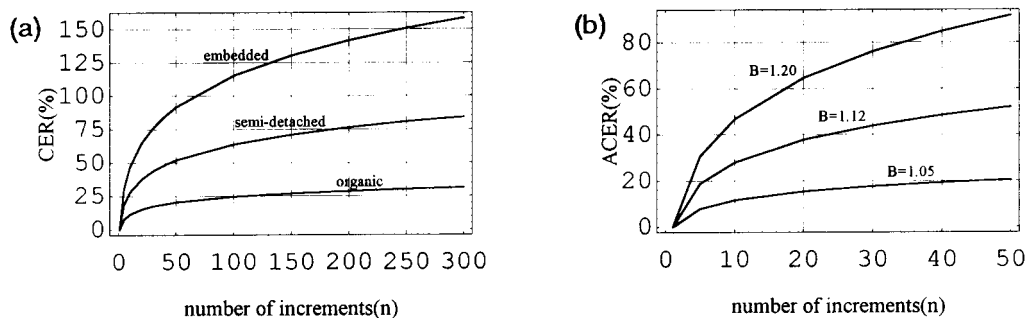 (a)
CER(%)
150
125
100
75
50
25
0
embedded
semi-detached
organic
0 50 100 150 200 250 300
number of increments(n)
(b)
ACER(%)
80
60
40
20
0
B=1.20
B=1.12
B=1.05
0 10 20 30 40 50
number of increments(n)